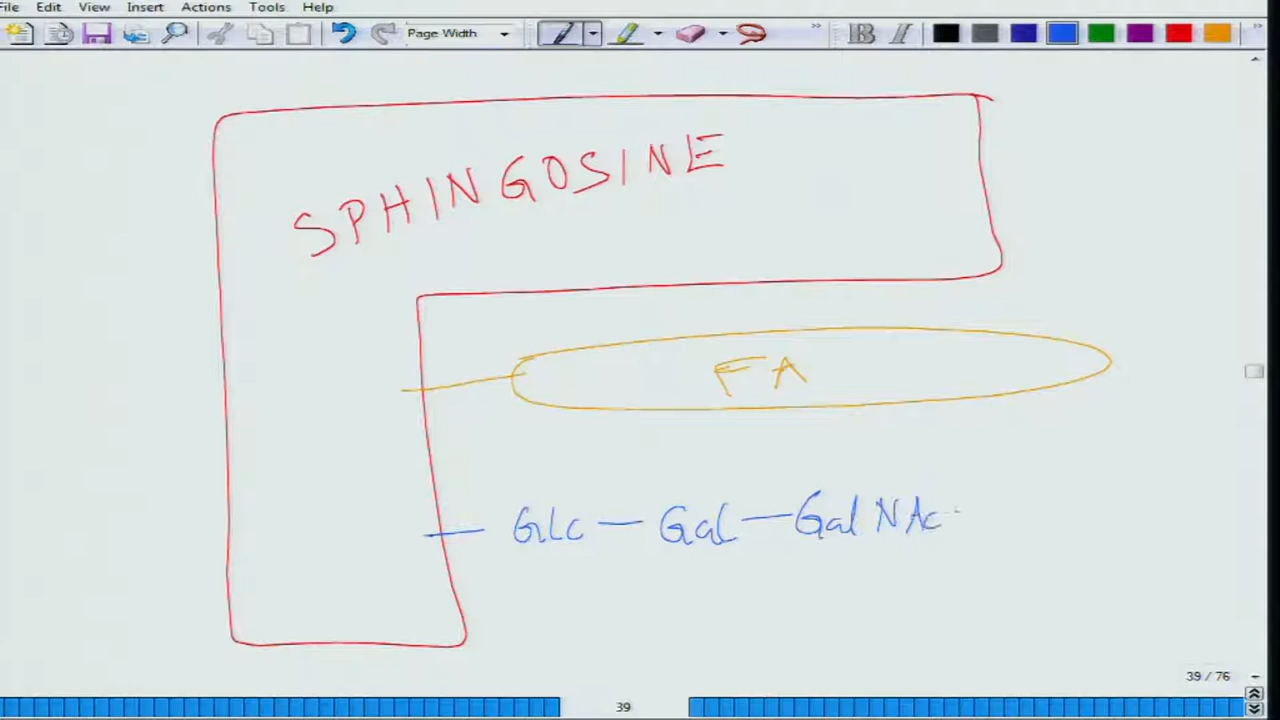 File Edit View Insert Actions Tools Help
Page Width B I
SPHINGOSINE
FA
Glc — Gal — Gal NAc
39 / 76
39